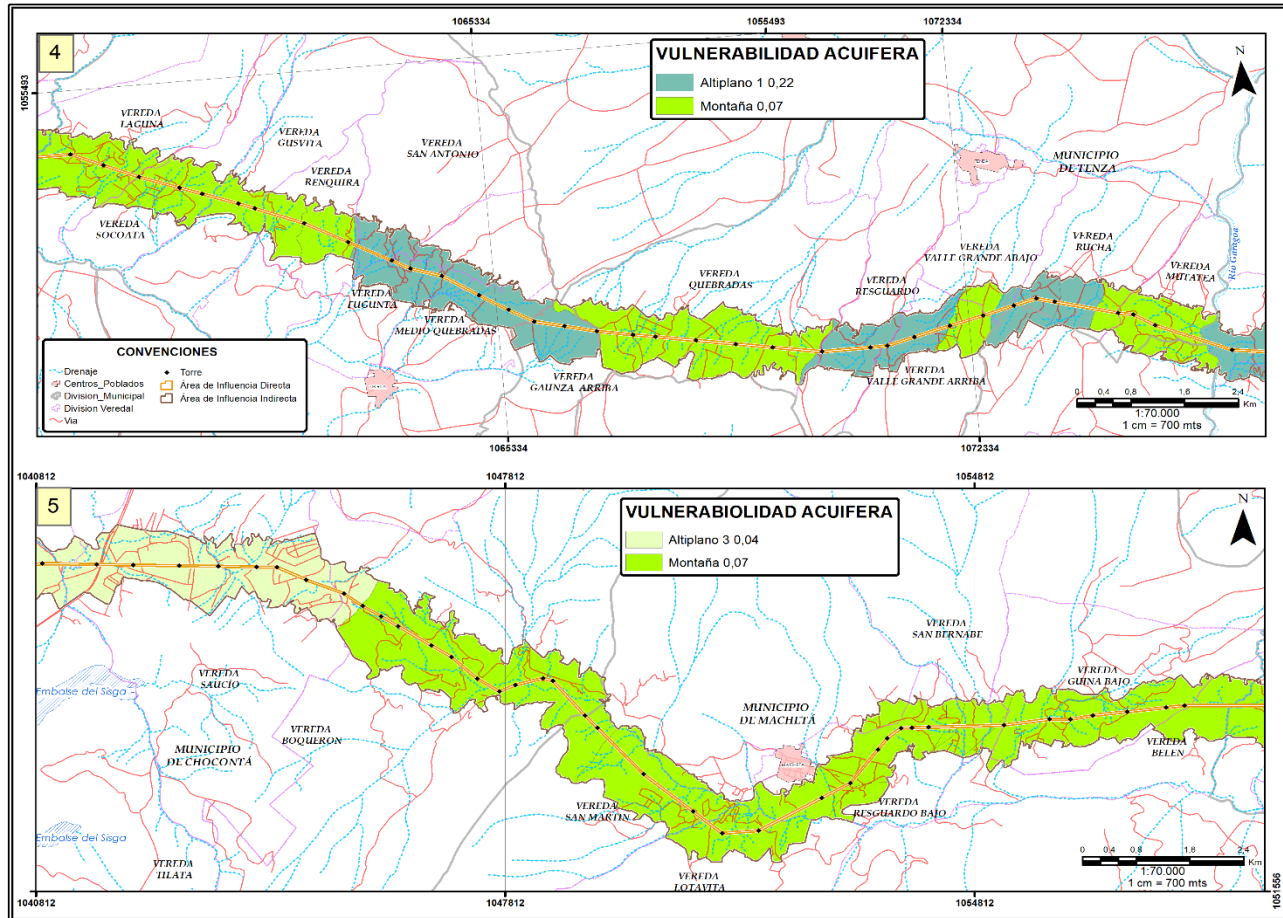 1065334
1055493
1072334
4
VULNERABILIDAD ACUIFERA
Altiplano 1 0,22
Montaña 0,07
N
1055493
VEREDA
LAGUNA
VEREDA
GUSVITA
VEREDA
SAN ANTONIO
VEREDA
RENQUIRA
VEREDA
SOCOATA
MUNICIPIO
DE TENZA
VEREDA
RUCHA
VEREDA
VALLE GRANDE ABAJO
VEREDA
MUTATEA
Rio Garagoa
VEREDA
QUEBRADAS
VEREDA
RESGUARDO
VEREDA
FUGUNTA
VEREDA
MEDIO QUEBRADAS
VEREDA
GAUNZA ARRIBA
VEREDA
VALLE GRANDE ARRIBA
CONVENCIONES
Drenaje
Centros_Poblados
Division_Municipal
Division Veredal
Via
Torre
Área de Influencia Directa
Área de Influencia Indirecta
0 0,4 0,8 1,6 2,4
Km
1:70.000
1 cm = 700 mts
1065334
1072334
1040812
1047812
1054812
5
VULNERABIOLIDAD ACUIFERA
Altiplano 3 0,04
Montaña 0,07
N
VEREDA
SAN BERNABE
VEREDA
GUINA BAJO
VEREDA
SAUCIO
Embalse del Sisga
MUNICIPIO
DE CHOCONTÁ
VEREDA
BOQUERON
MUNICIPIO
DE MACHETÁ
VEREDA
BELEN
VEREDA
SAN MARTIN
VEREDA
RESGUARDO BAJO
Embalse del Sisga
VEREDA
TILATA
VEREDA
LOTAVITA
0 0,4 0,8 1,6 2,4
Km
1:70.000
1 cm = 700 mts
1040812
1047812
1054812
1051556